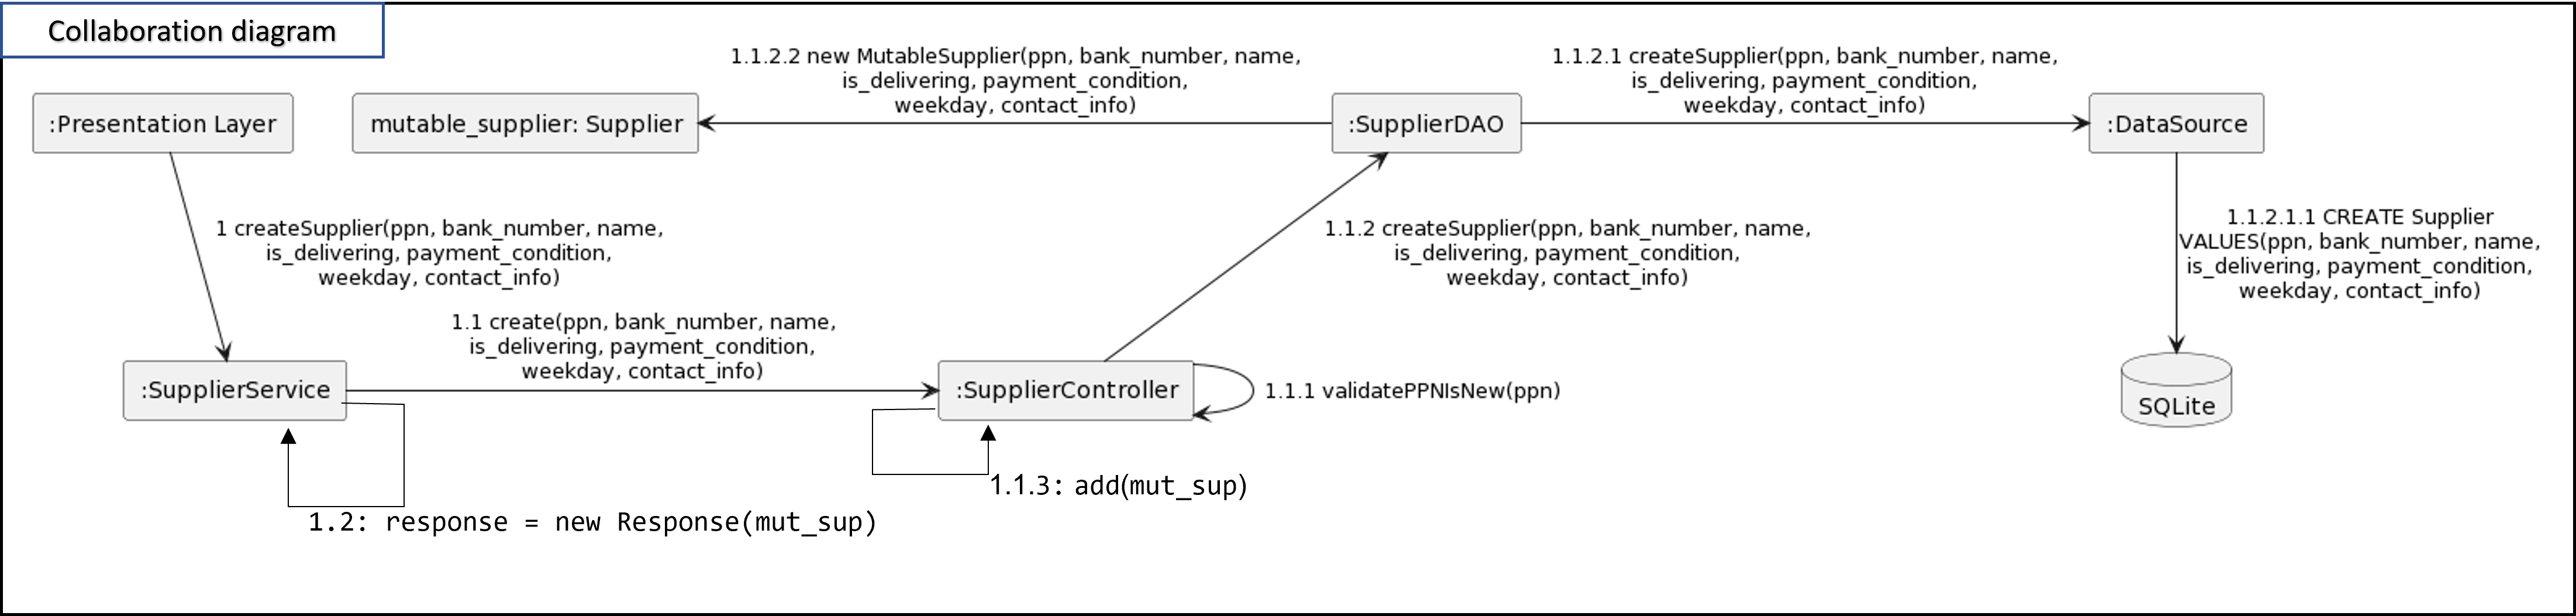 Collaboration diagram
1.1.2.2 new MutableSupplier(ppn, bank_number, name,
is_delivering, payment_condition,
weekday, contact_info)
1.1.2.1 createSupplier(ppn, bank_number, name,
is_delivering, payment_condition,
weekday, contact_info)
:Presentation Layer
mutable_supplier: Supplier
:SupplierDAO
:DataSource
1 createSupplier(ppn, bank_number, name,
is_delivering, payment_condition,
weekday, contact_info)
1.1.2 createSupplier(ppn, bank_number, name,
is_delivering, payment_condition,
weekday, contact_info)
1.1.2.1.1 CREATE Supplier
VALUES(ppn, bank_number, name,
is_delivering, payment_condition,
weekday, contact_info)
1.1 create(ppn, bank_number, name,
is_delivering, payment_condition,
weekday, contact_info)
:SupplierService
:SupplierController
1.1.1 validatePPNIsNew(ppn)
SQLite
1.1.3: add(mut_sup)
1.2: response = new Response(mut_sup)